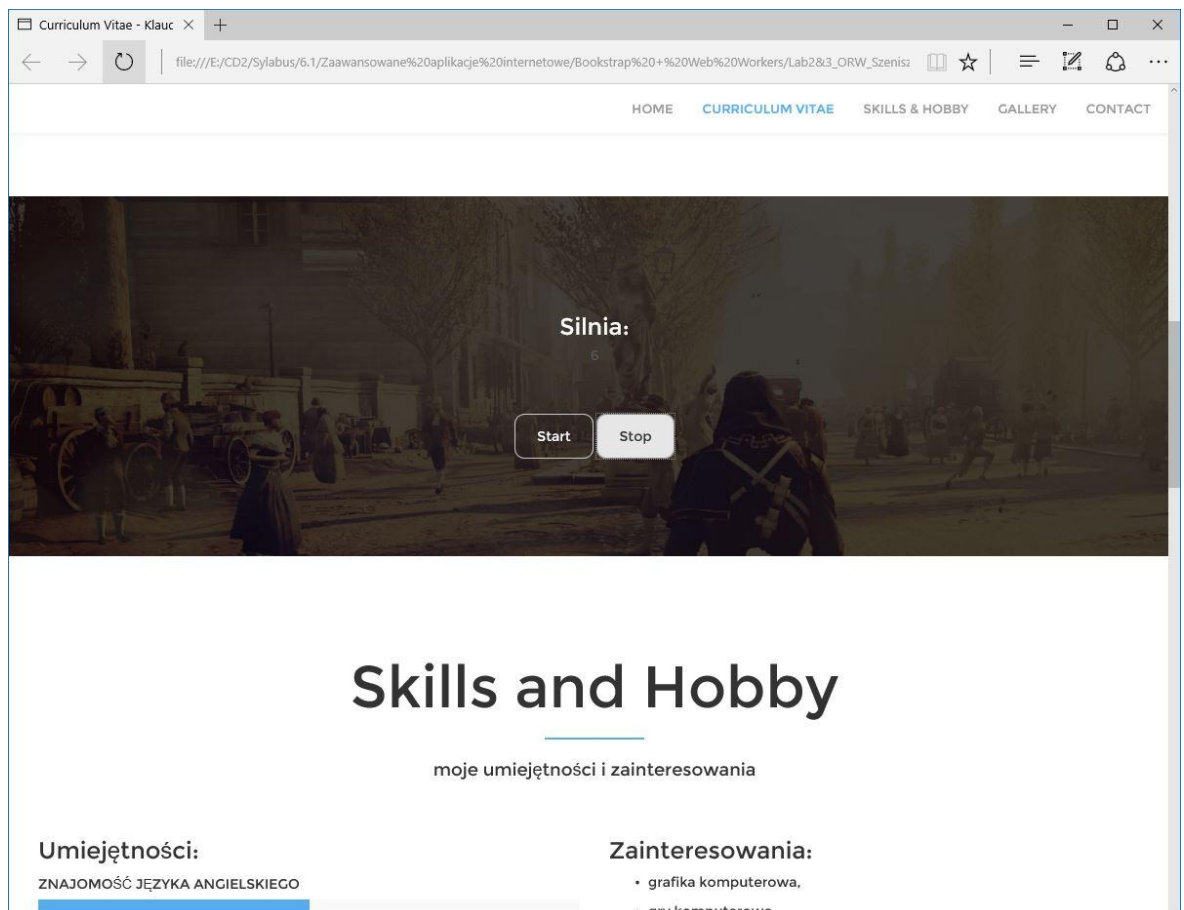 Curriculum Vitae - Klauc
file:///E:/CD2/Sylabus/6.1/Zaawansowane%20aplikacje%20internetowe/Bookstrap%20+%20Web%20Workers/Lab2&3_ORW_Szenisz
HOME CURRICULUM VITAE SKILLS & HOBBY GALLERY CONTACT
Silnia:
6
Start Stop
Skills and Hobby
moje umiejętności i zainteresowania
Umiejętności:
ZNAJOMOŚĆ JĘZYKA ANGIELSKIEGO
Zainteresowania:
• grafika komputerowa,
• gry komputerowe